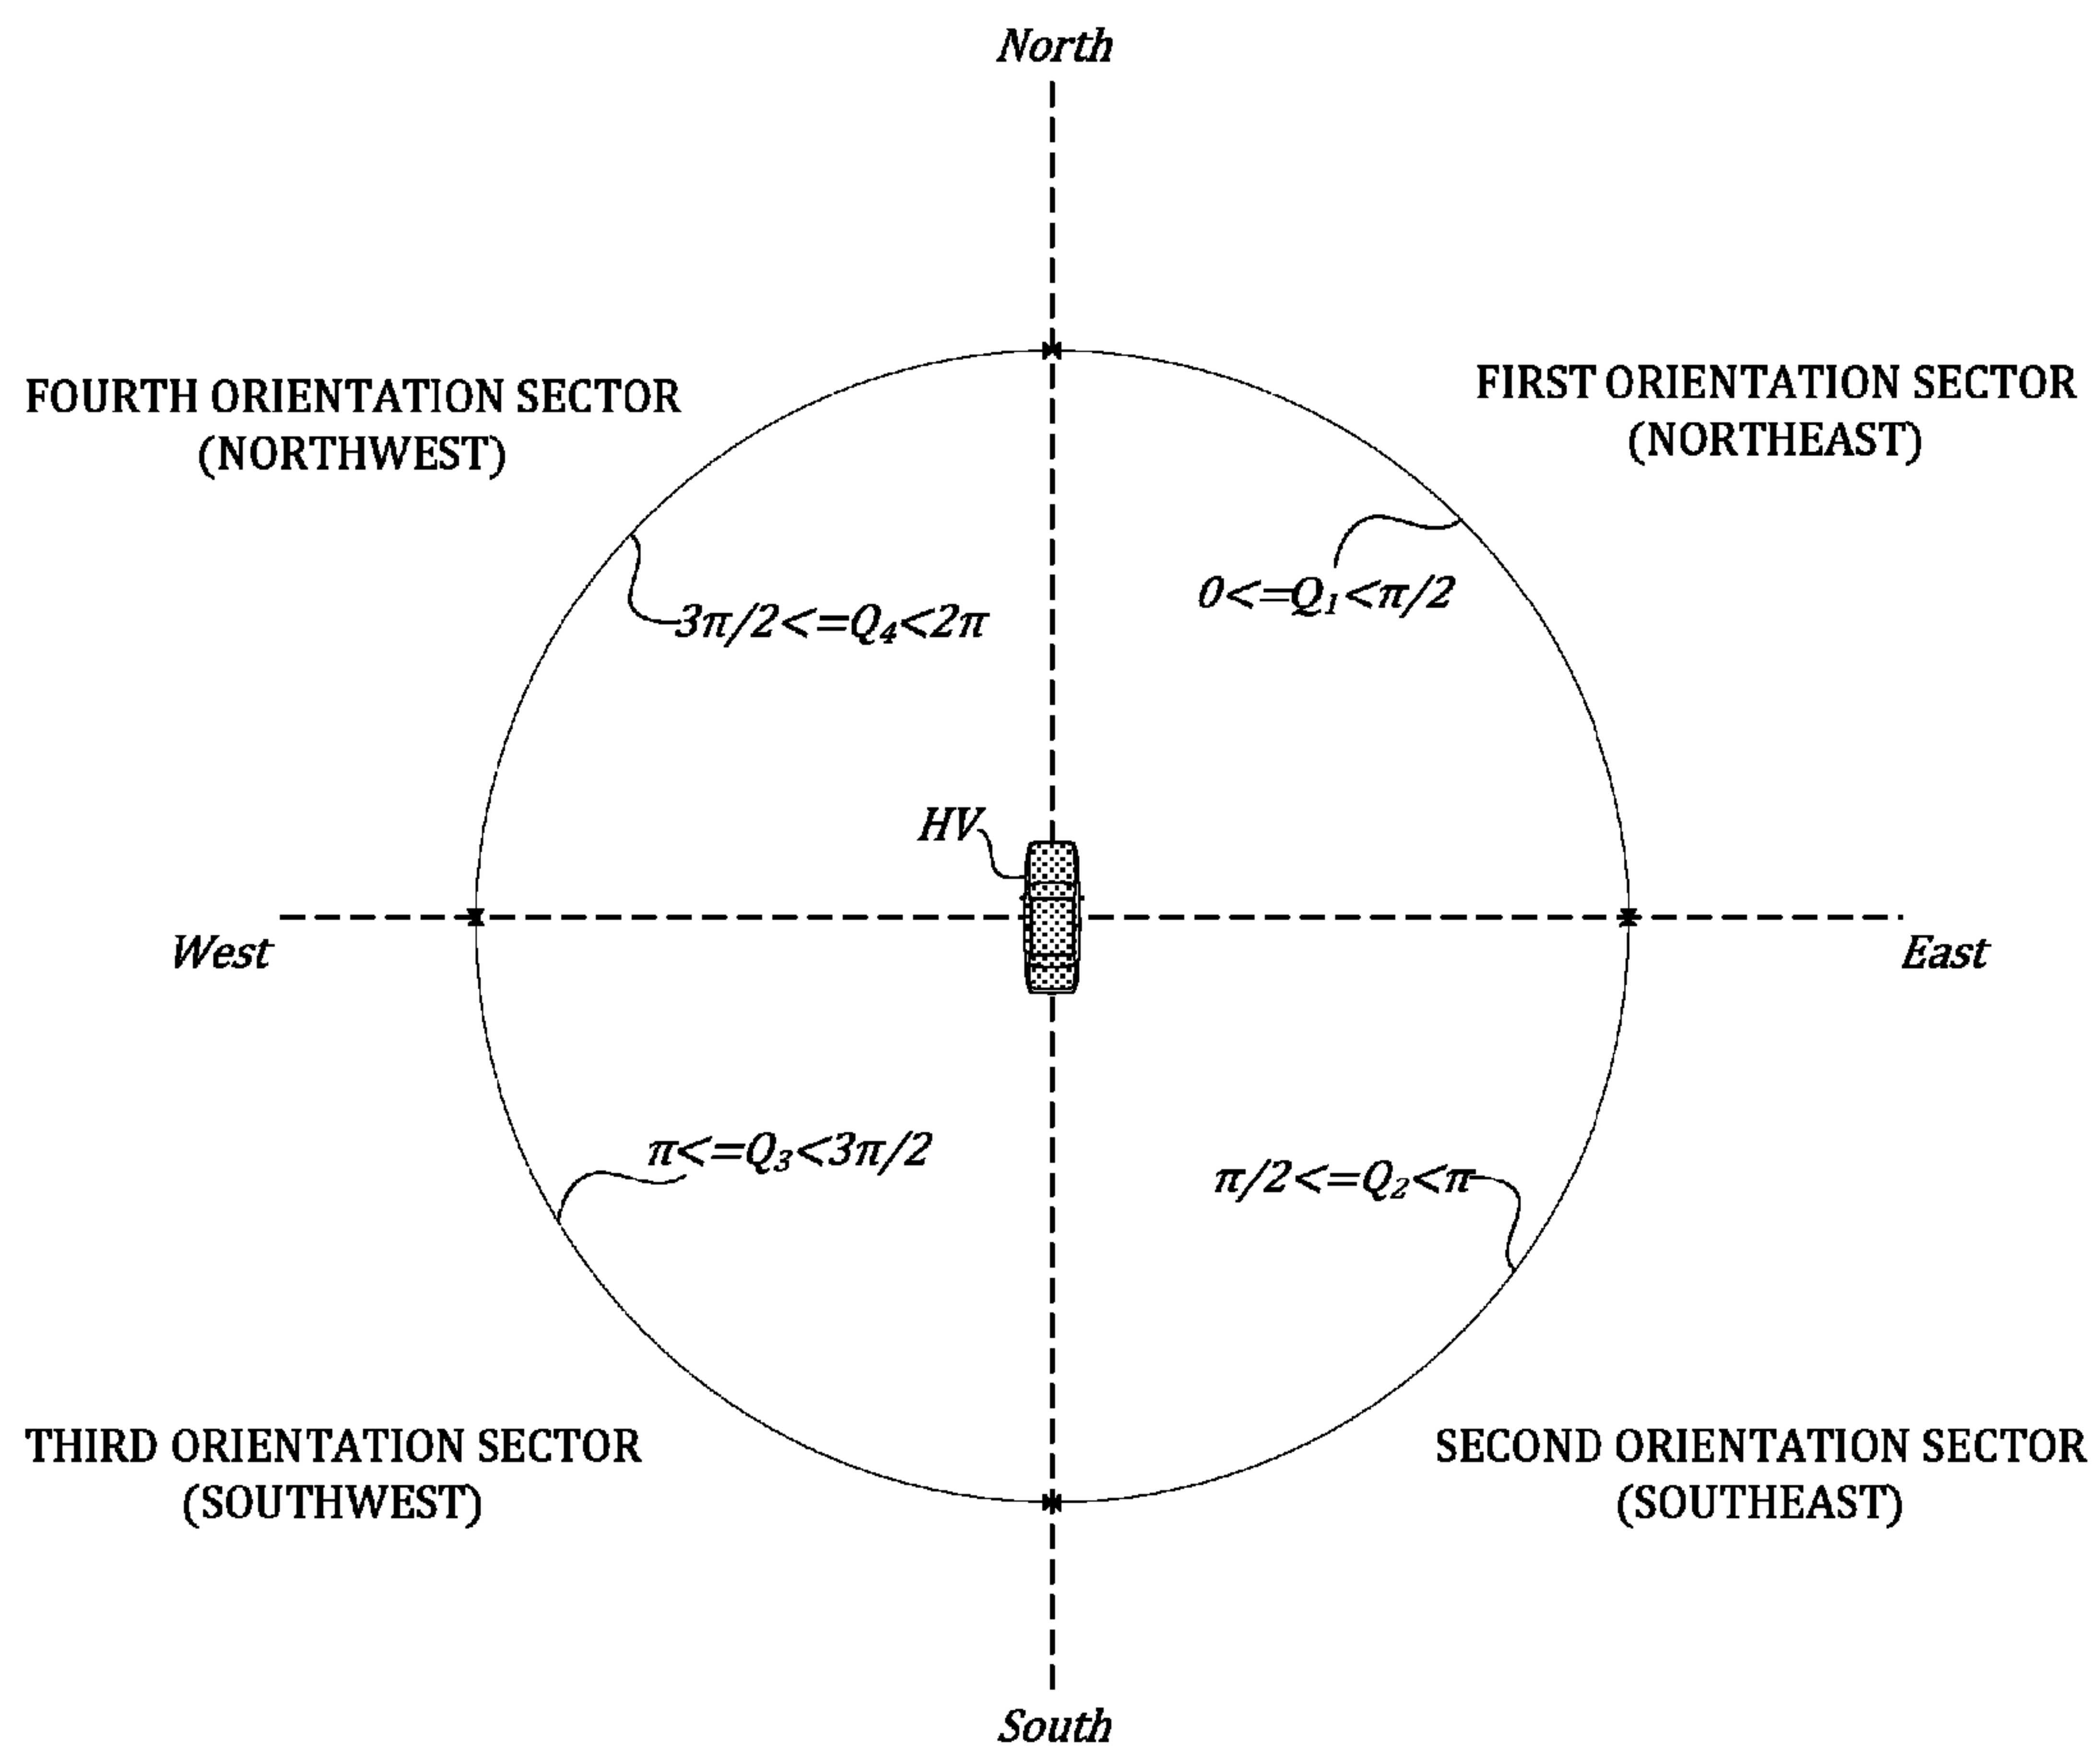 North
FOURTH ORIENTATION SECTOR
(NORTHWEST)
FIRST ORIENTATION SECTOR
(NORTHEAST)
0<=Q₁<π/2
3π/2<=Q₄<2π
HV
West
East
π<=Q₃<3π/2
π/2<=Q₂<π
THIRD ORIENTATION SECTOR
(SOUTHWEST)
SECOND ORIENTATION SECTOR
(SOUTHEAST)
South